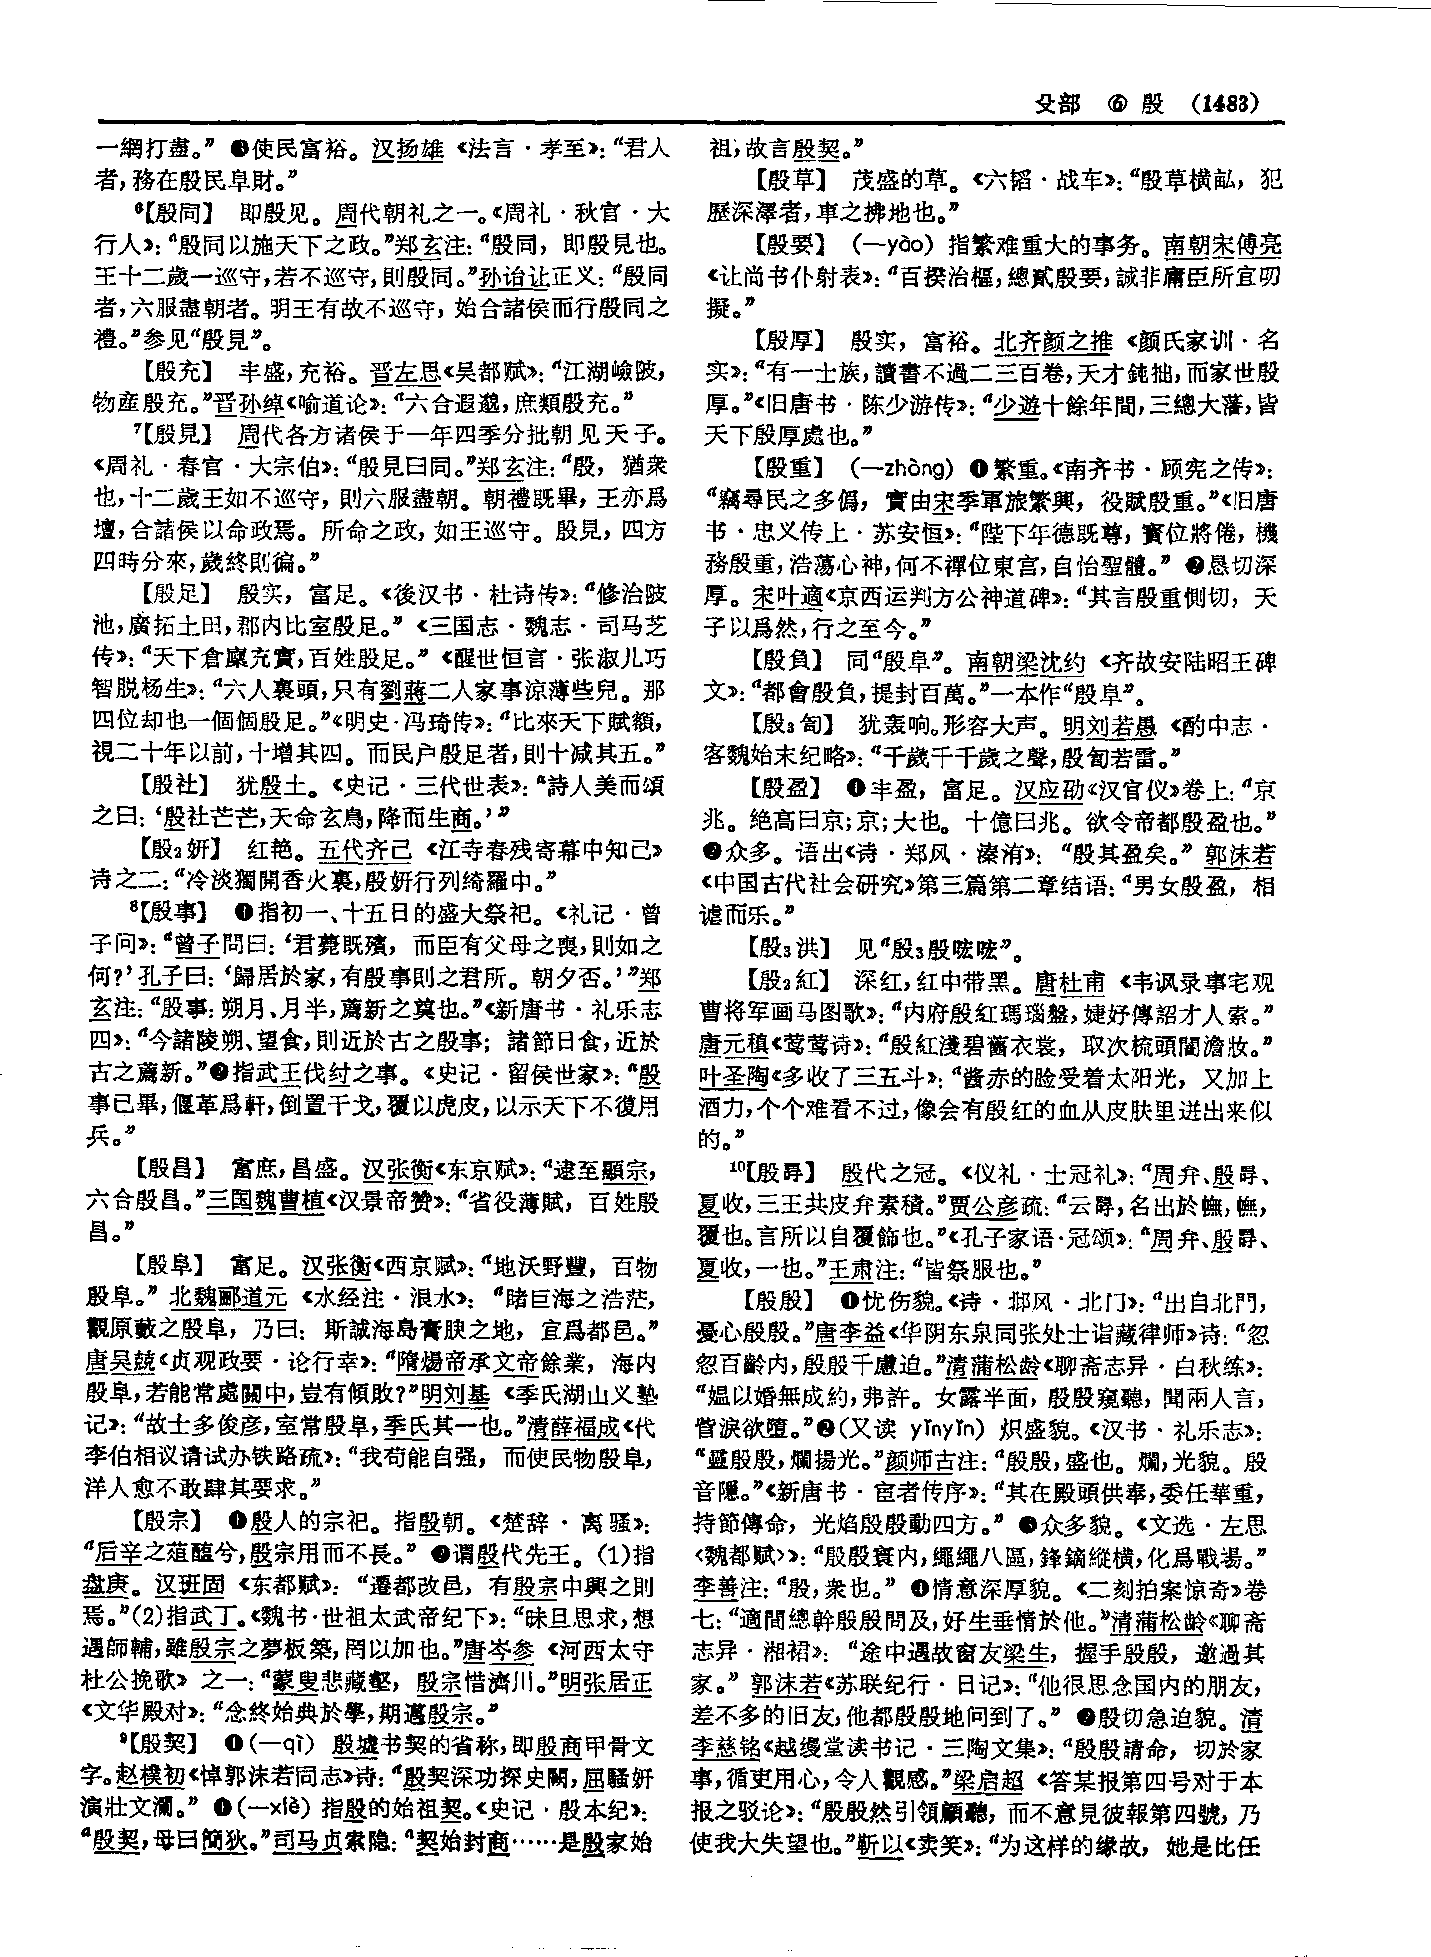 殳部 ⑥ 殷 (1483)
一網打盡。” ❸使民富裕。汉扬雄《法言·孝至》：“君人
者，務在殷民阜財。”
⁶【殷同】 即殷见。周代朝礼之一。《周礼·秋官·大
行人》：“殷同以施天下之政。”郑玄注：“殷同，即殷見也。
王十二歲一巡守，若不巡守，則殷同。”孙诒让正义：“殷同
者，六服盡朝者。明王有故不巡守，始合諸侯而行殷同之
禮。”参见“殷見”。
【殷充】 丰盛，充裕。晋左思《吴都赋》：“江湖嶮陂，
物産殷充。”晋孙绰《喻道论》：“六合遐邈，庶類殷充。”
⁷【殷見】 周代各方诸侯于一年四季分批朝见天子。
《周礼·春官·大宗伯》：“殷見曰同。”郑玄注：“殷，猶衆
也，十二歲王如不巡守，則六服盡朝。朝禮既畢，王亦爲
壇，合諸侯以命政焉。所命之政，如王巡守。殷見，四方
四時分來，歲終則徧。”
【殷足】 殷实，富足。《後汉书·杜诗传》：“修治陂
池，廣拓土田，郡内比室殷足。”《三国志·魏志·司马芝
传》：“天下倉廪充實，百姓殷足。”《醒世恒言·张淑儿巧
智脱杨生》：“六人裏頭，只有劉蔣二人家事涼薄些兒。那
四位却也一個個殷足。”《明史·冯琦传》：“比來天下賦額，
視二十年以前，十增其四。而民户殷足者，則十减其五。”
【殷社】 犹殷土。《史记·三代世表》：“詩人美而頌
之曰：‘殷社芒芒，天命玄鳥，降而生商。’”
【殷₂妍】 红艳。五代齐己《江寺春残寄幕中知己》
诗之二：“冷淡獨開香火裏，殷妍行列绮羅中。”
⁸【殷事】 ❶指初一、十五日的盛大祭祀。《礼记·曾
子问》：“曾子問曰：‘君薨既殯，而臣有父母之喪，則如之
何？’孔子曰：‘歸居於家，有殷事則之君所。朝夕否。’”郑
玄注：“殷事：朔月、月半，薦新之奠也。”《新唐书·礼乐志
四》：“今諸陵朔、望食，則近於古之殷事；諸節日食，近於
古之薦新。”❷指武王伐纣之事。《史记·留侯世家》：“殷
事已畢，偃革爲軒，倒置干戈，覆以虎皮，以示天下不復用
兵。”
【殷昌】 富庶，昌盛。汉张衡《东京赋》：“逮至顯宗，
六合殷昌。”三国魏曹植《汉景帝赞》：“省役薄賦，百姓殷
昌。”
【殷阜】 富足。汉张衡《西京赋》：“地沃野豐，百物
殷阜。”北魏郦道元《水经注·浪水》：“睹巨海之浩茫，
觀原藪之殷阜，乃曰：斯誠海島膏腴之地，宜爲都邑。”
唐吴兢《贞观政要·论行幸》：“隋煬帝承文帝餘業，海内
殷阜，若能常處關中，豈有傾敗？”明刘基《季氏湖山义塾
记》：“故士多俊彦，室常殷阜，季氏其一也。”清薛福成《代
李伯相议请试办铁路疏》：“我苟能自强，而使民物殷阜，
洋人愈不敢肆其要求。”
【殷宗】 ❶殷人的宗祀。指殷朝。《楚辞·离骚》：
“后辛之菹醢兮，殷宗用而不長。”❷谓殷代先王。(1)指
盘庚。汉班固《东都赋》：“遷都改邑，有殷宗中興之則
焉。”(2)指武丁。《魏书·世祖太武帝纪下》：“昧旦思求，想
遇師輔，雖殷宗之夢板築，罔以加也。”唐岑参《河西太守
杜公挽歌》之一：“蒙叟悲藏壑，殷宗惜濟川。”明张居正
《文华殿对》：“念終始典於學，期邁殷宗。”
⁹【殷契】 ❶(一qì) 殷墟书契的省称，即殷商甲骨文
字。赵樸初《悼郭沫若同志》诗：“殷契深功探史闕，屈騷妍
演壯文瀾。”❶(一xiè) 指殷的始祖契。《史记·殷本纪》：
“殷契，母曰簡狄。”司马贞索隐：“契始封商……是殷家始
祖，故言殷契。”
【殷草】 茂盛的草。《六韬·战车》：“殷草横畝，犯
歷深澤者，車之拂地也。”
【殷要】 (一yào) 指繁难重大的事务。南朝宋傅亮
《让尚书仆射表》：“百揆治樞，總貳殷要，誠非庸臣所宜叨
擬。”
【殷厚】 殷实，富裕。北齐颜之推《颜氏家训·名
实》：“有一士族，讀書不過二三百卷，天才鈍拙，而家世殷
厚。”《旧唐书·陈少游传》：“少遊十餘年間，三總大藩，皆
天下殷厚處也。”
【殷重】 (一zhòng) ❶繁重。《南齐书·顾宪之传》：
“竊尋民之多僞，實由宋季軍旅繁興，役賦殷重。”《旧唐
书·忠义传上·苏安恒》：“陛下年德既尊，寳位將倦，機
務殷重，浩蕩心神，何不禪位東宫，自怡聖體。”❷恳切深
厚。宋叶適《京西运判方公神道碑》：“其言殷重惻切，天
子以爲然，行之至今。”
【殷負】 同“殷阜”。南朝梁沈约《齐故安陆昭王碑
文》：“都會殷負，提封百萬。”一本作“殷阜”。
【殷₃訇】 犹轰响。形容大声。明刘若愚《酌中志·
客魏始末纪略》：“千歲千千歲之聲，殷訇若雷。”
【殷盈】 ❶丰盈，富足。汉应劭《汉官仪》卷上：“京
兆。绝高曰京；京；大也。十億曰兆。欲令帝都殷盈也。”
❷众多。语出《诗·郑风·溱洧》：“殷其盈矣。”郭沫若
《中国古代社会研究》第三篇第二章结语：“男女殷盈，相
谑而乐。”
【殷₃洪】 见“殷₃殷吰吰”。
【殷₂紅】 深红，红中带黑。唐杜甫《韦讽录事宅观
曹将军画马图歌》：“内府殷紅瑪瑙盤，婕妤傳詔才人索。”
唐元稹《莺莺诗》：“殷紅淺碧舊衣裳，取次梳頭闇澹妝。”
叶圣陶《多收了三五斗》：“酱赤的脸受着太阳光，又加上
酒力，个个难看不过，像会有殷红的血从皮肤里迸出来似
的。”
¹⁰【殷冔】 殷代之冠。《仪礼·士冠礼》：“周弁、殷冔、
夏收，三王共皮弁素積。”贾公彦疏：“云冔，名出於幠，幠，
覆也。言所以自覆飾也。”《孔子家语·冠颂》：“周弁、殷冔、
夏收，一也。”王肃注：“皆祭服也。”
【殷殷】 ❶忧伤貌。《诗·邶风·北门》：“出自北門，
憂心殷殷。”唐李益《华阴东泉同张处士诣藏律师》诗：“忽
忽百齡内，殷殷千慮迫。”清蒲松龄《聊斋志异·白秋练》：
“媪以婚無成約，弗許。女露半面，殷殷窺聽，聞兩人言，
眥淚欲墮。”❷(又读 yǐnyǐn) 炽盛貌。《汉书·礼乐志》：
“靈殷殷，爛揚光。”颜师古注：“殷殷，盛也。爛，光貌。殷
音隱。”《新唐书·宦者传序》：“其在殿頭供奉，委任華重，
持節傳命，光焰殷殷動四方。”❸众多貌。《文选·左思
〈魏都赋〉》：“殷殷寰内，繩繩八區，鋒鏑縱横，化爲戰場。”
李善注：“殷，衆也。”❹情意深厚貌。《二刻拍案惊奇》卷
七：“適間總幹殷殷問及，好生垂情於他。”清蒲松龄《聊斋
志异·湘裙》：“途中遇故窗友梁生，握手殷殷，邀過其
家。”郭沫若《苏联纪行·日记》：“他很思念国内的朋友，
差不多的旧友，他都殷殷地问到了。”❺殷切急迫貌。清
李慈铭《越缦堂读书记·三陶文集》：“殷殷請命，切於家
事，循吏用心，令人觀感。”梁启超《答某报第四号对于本
报之驳论》：“殷殷然引領顧聽，而不意見彼報第四號，乃
使我大失望也。”靳以《卖笑》：“为这样的缘故，她是比任